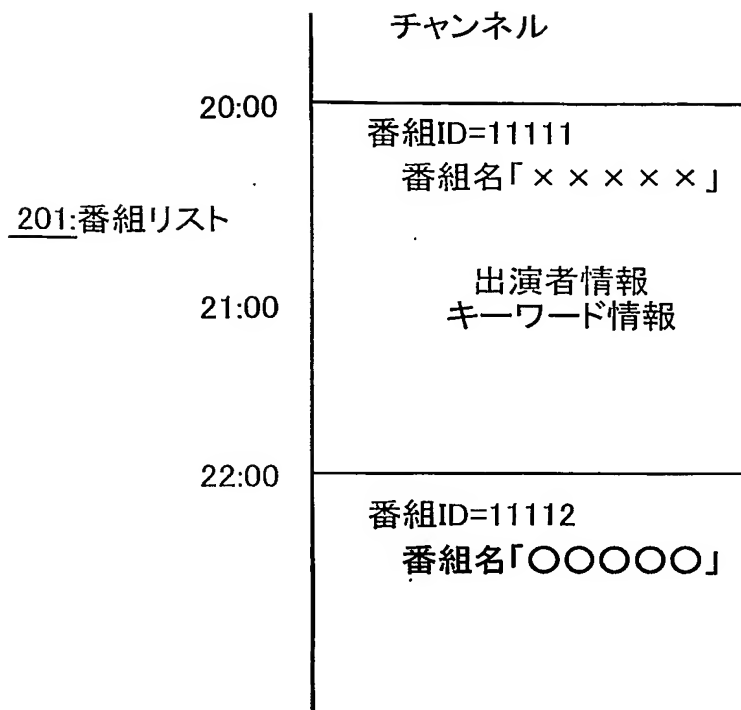 チャンネル
20:00
番組ID=11111
番組名「×××××」
201:番組リスト
出演者情報
21:00
キーワード情報
22:00
番組ID=11112
番組名「○○○○○」